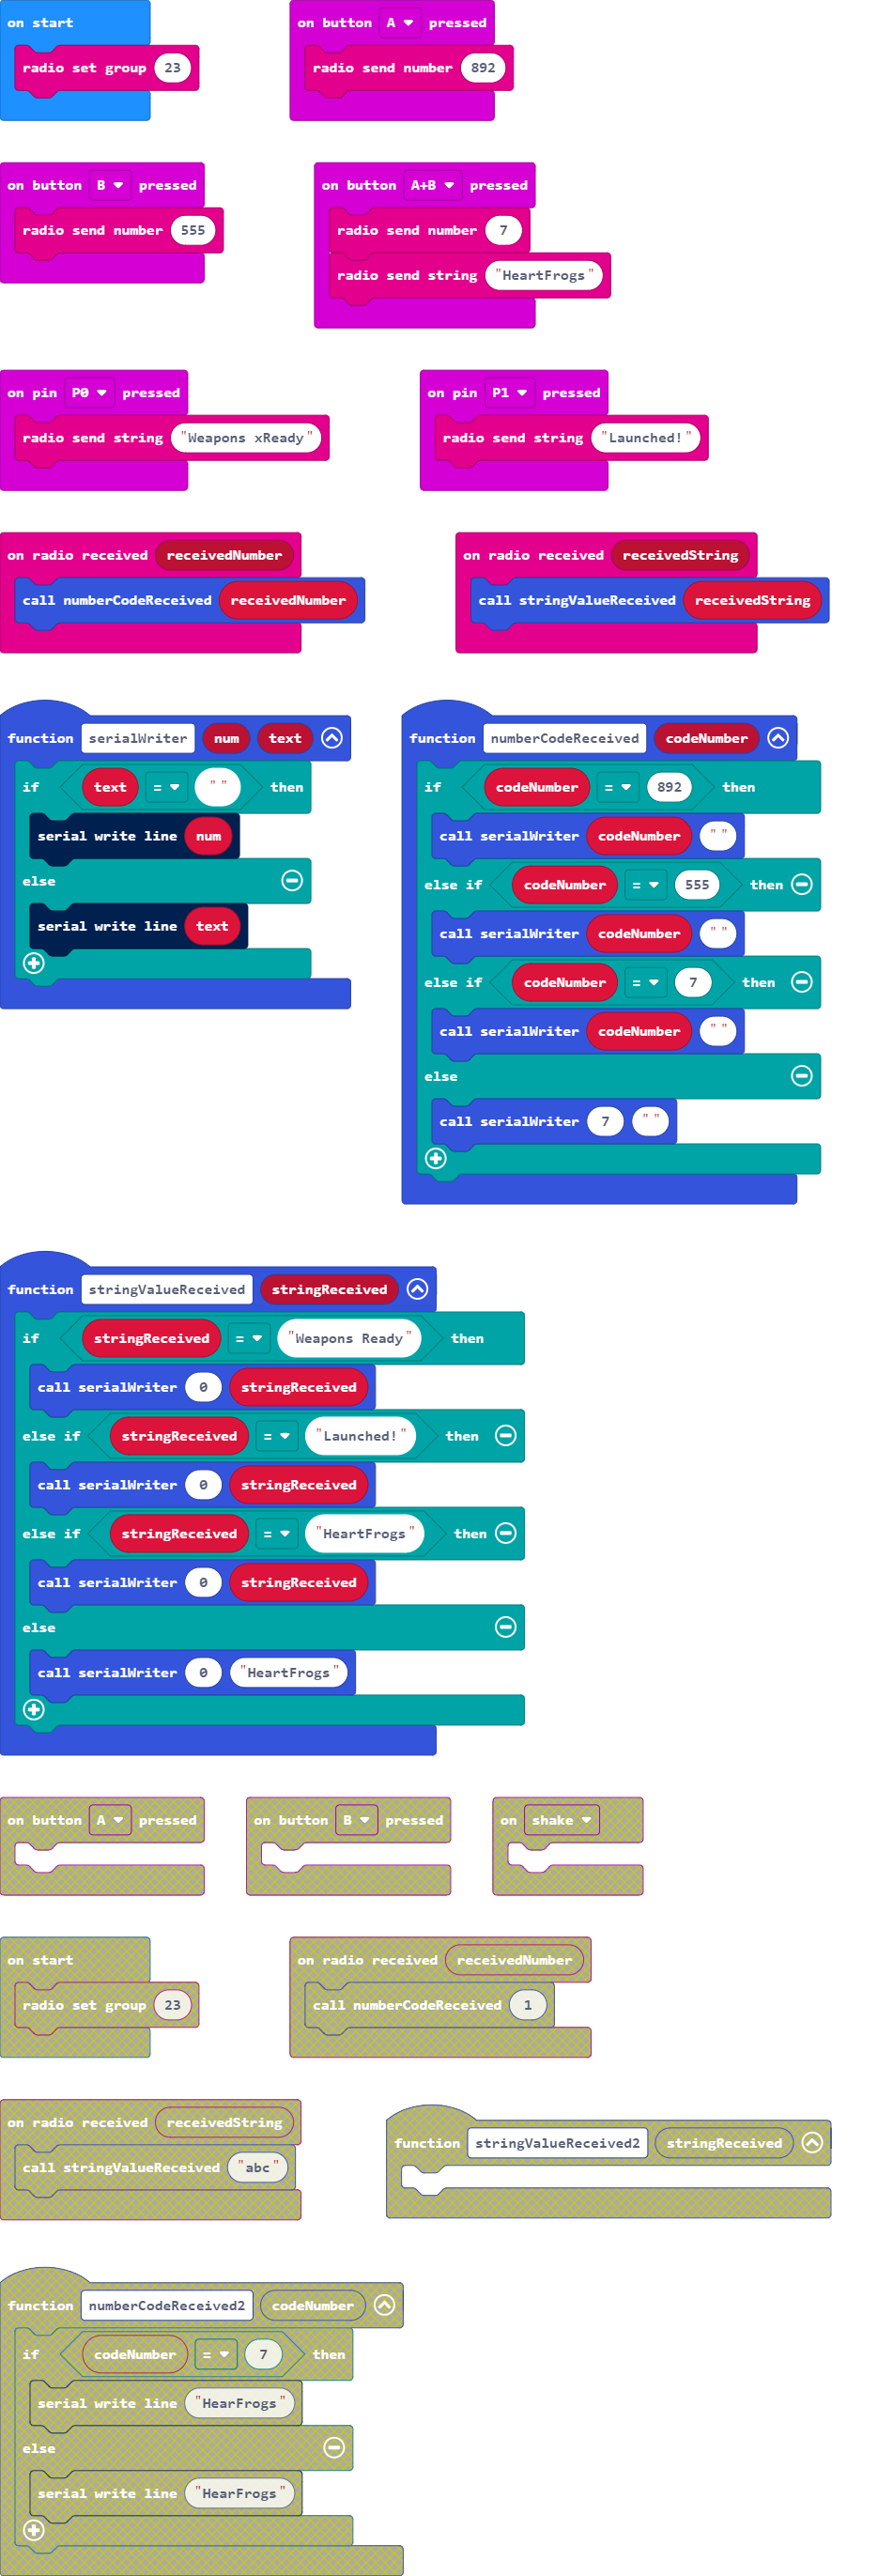 on start
radio set group 23
on button A pressed
radio send number 892
on button B pressed
radio send number 555
on button A+B pressed
radio send number 7
radio send string "HeartFrogs"
on pin P0 pressed
radio send string "Weapons xReady"
on pin P1 pressed
radio send string "Launched!"
on radio received receivedNumber
call numberCodeReceived receivedNumber
on radio received receivedString
call stringValueReceived receivedString
function serialWriter num text
if text = "" then
serial write line num
else
serial write line text
function numberCodeReceived codeNumber
if codeNumber = 892 then
call serialWriter codeNumber ""
else if codeNumber = 555 then
call serialWriter codeNumber ""
else if codeNumber = 7 then
call serialWriter codeNumber ""
else
call serialWriter 7 ""
function stringValueReceived stringReceived
if stringReceived = "Weapons Ready" then
call serialWriter 0 stringReceived
else if stringReceived = "Launched!" then
call serialWriter 0 stringReceived
else if stringReceived = "HeartFrogs" then
call serialWriter 0 stringReceived
else
call serialWriter 0 "HeartFrogs"
on button A pressed
on button B pressed
on shake
on start
radio set group 23
on radio received receivedNumber
call numberCodeReceived 1
on radio received receivedString
call stringValueReceived "abc"
function stringValueReceived2 stringReceived
function numberCodeReceived2 codeNumber
if codeNumber = 7 then
serial write line "HearFrogs"
else
serial write line "HearFrogs"